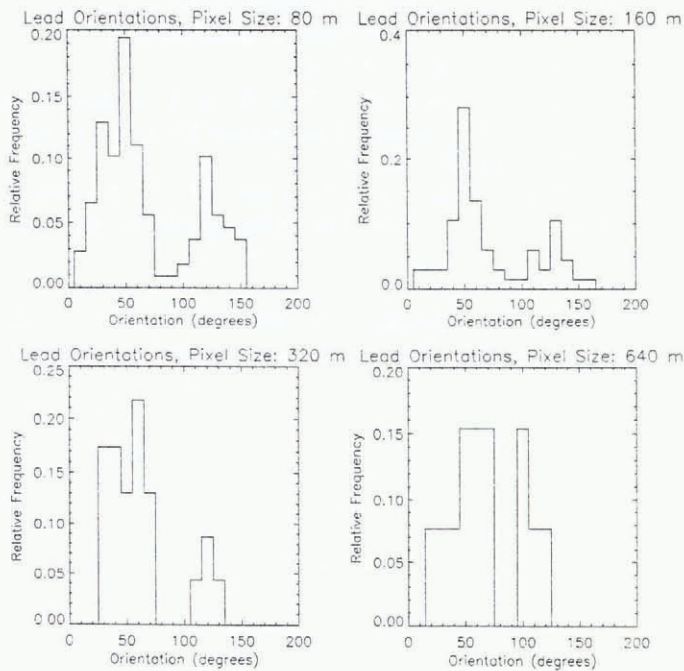 Lead Orientations, Pixel Size: 80 m
0.20
0.15
0.10
0.05
0.00
Relative Frequency
0 50 100 150 200
Orientation (degrees)
Lead Orientations, Pixel Size: 160 m
0.4
0.2
0.0
Relative Frequency
0 50 100 150 200
Orientation (degrees)
Lead Orientations, Pixel Size: 320 m
0.25
0.20
0.15
0.10
0.05
0.00
Relative Frequency
0 50 100 150 200
Orientation (degrees)
Lead Orientations, Pixel Size: 640 m
0.20
0.15
0.10
0.05
0.00
Relative Frequency
0 50 100 150 200
Orientation (degrees)